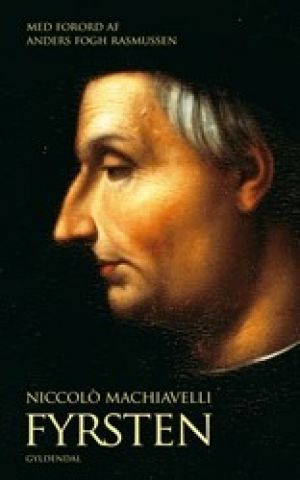 MED FORORD AF
ANDERS FOGH RASMUSSEN
NICCOLÒ MACHIAVELLI
FYRSTEN
GYLDENDAL